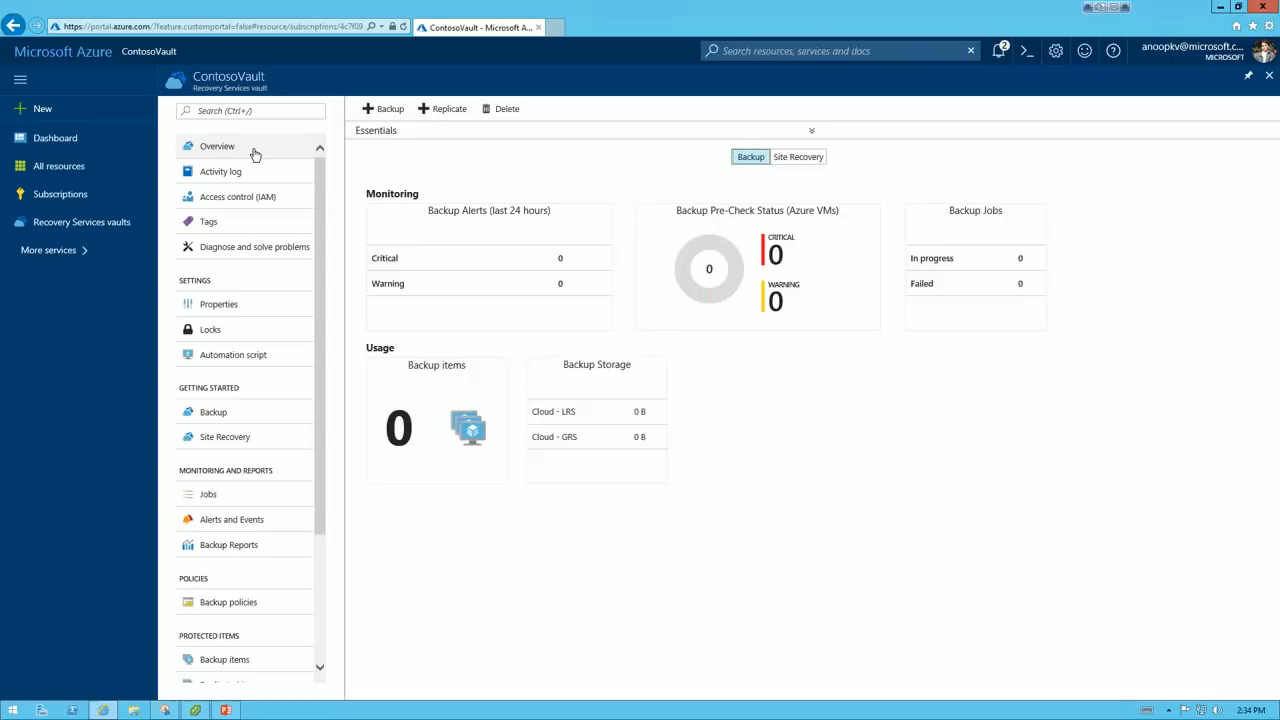 https://portal.azure.com/?feature.customportal=false#resource/subscriptions/4c7f09
ContosoVault - Microsoft A...
Microsoft Azure
ContosoVault
Search resources, services and docs
2
anoopkv@microsoft.c...
MICROSOFT
ContosoVault
Recovery Services vault
New
Dashboard
All resources
Subscriptions
Recovery Services vaults
More services
Search (Ctrl+/)
Overview
Activity log
Access control (IAM)
Tags
Diagnose and solve problems
SETTINGS
Properties
Locks
Automation script
GETTING STARTED
Backup
Site Recovery
MONITORING AND REPORTS
Jobs
Alerts and Events
Backup Reports
POLICIES
Backup policies
PROTECTED ITEMS
Backup items
Backup
Replicate
Delete
Essentials
Backup
Site Recovery
Monitoring
Backup Alerts (last 24 hours)
Critical 0
Warning 0
Backup Pre-Check Status (Azure VMs)
0
CRITICAL
0
WARNING
0
Backup Jobs
In progress 0
Failed 0
Usage
Backup items
0
Backup Storage
Cloud - LRS 0 B
Cloud - GRS 0 B
2:34 PM